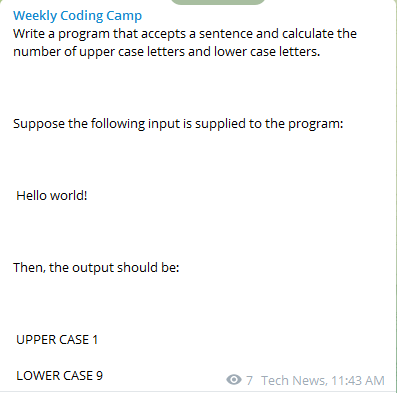 Weekly Coding Camp
Write a program that accepts a sentence and calculate the
number of upper case letters and lower case letters.
Suppose the following input is supplied to the program:
Hello world!
Then, the output should be:
UPPER CASE 1
LOWER CASE 9
7 Tech News, 11:43 AM